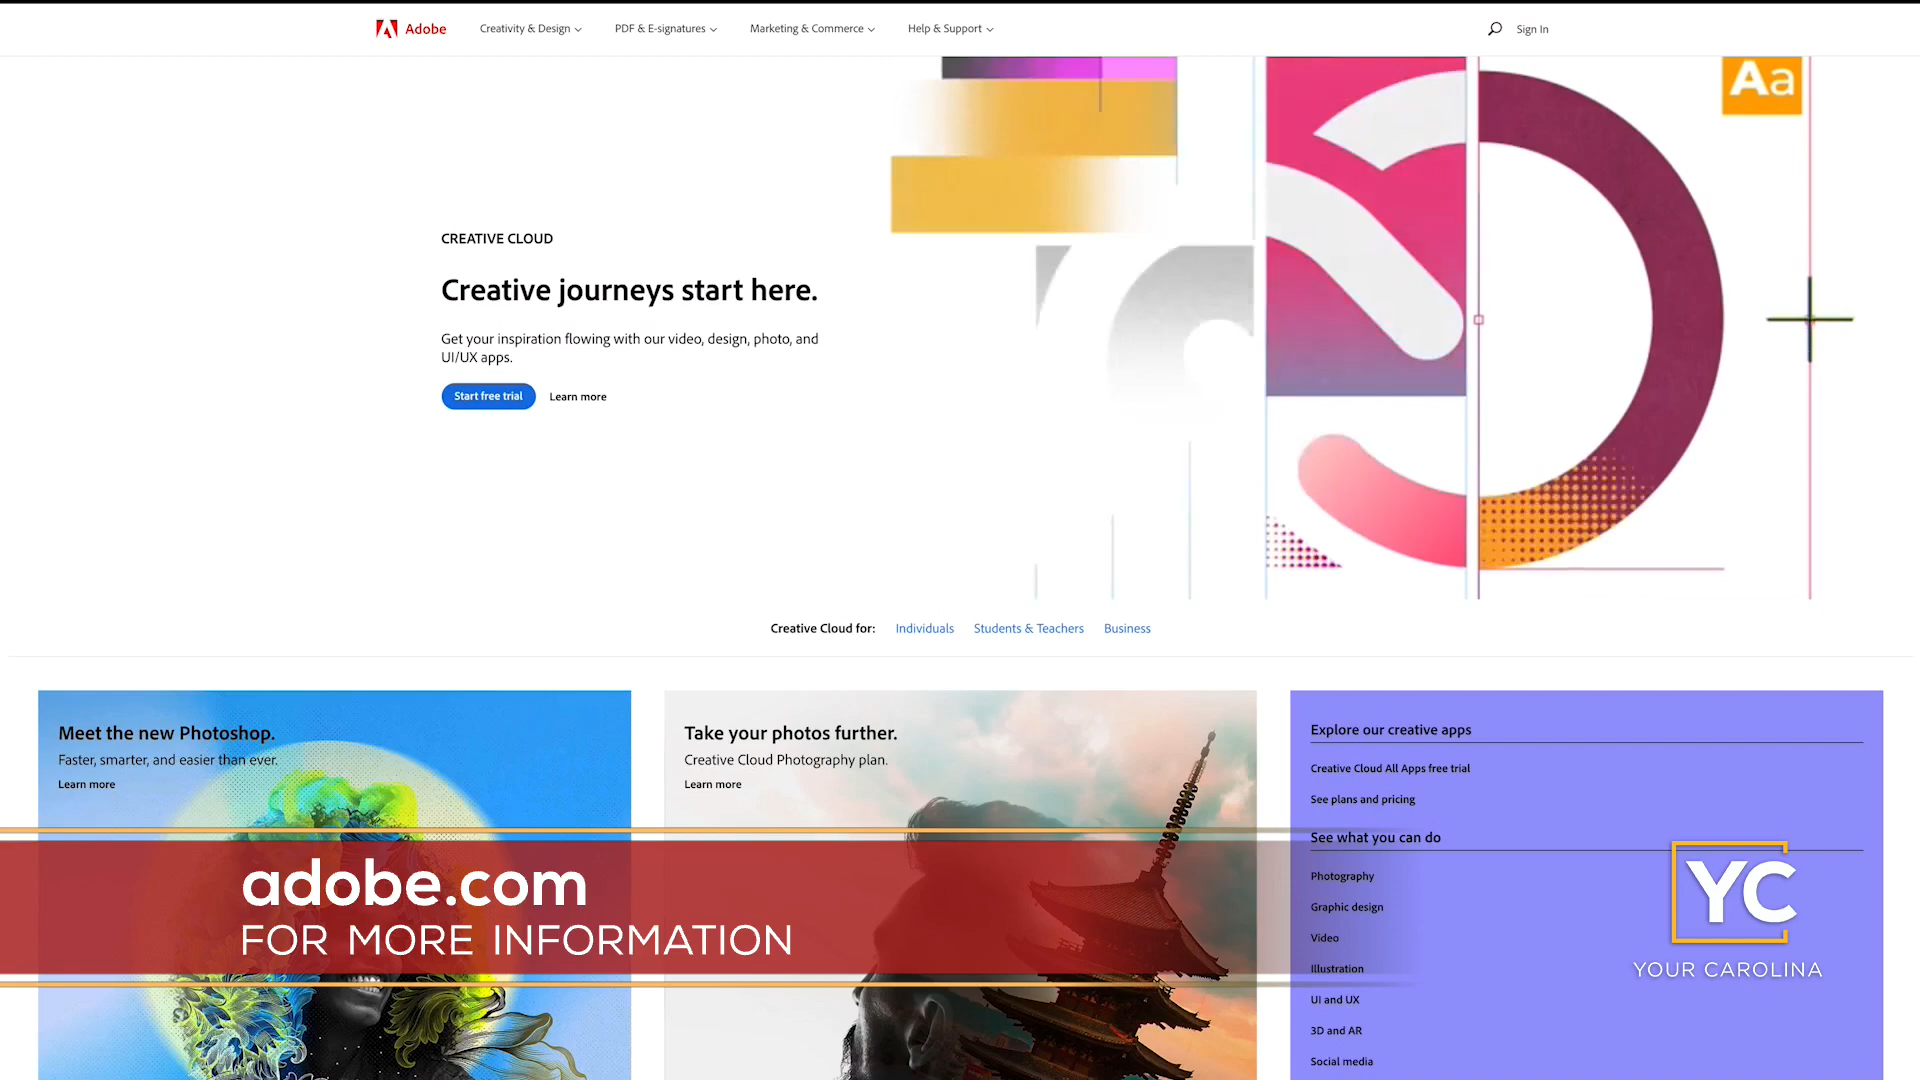 Adobe
Creativity & Design
PDF & E-signatures
Marketing & Commerce
Help & Support
Sign In
Aa
CREATIVE CLOUD
Creative journeys start here.
Get your inspiration flowing with our video, design, photo, and
UI/UX apps.
Start free trial
Learn more
Creative Cloud for:
Individuals
Students & Teachers
Business
Meet the new Photoshop.
Faster, smarter, and easier than ever.
Learn more
Take your photos further.
Creative Cloud Photography plan.
Learn more
Explore our creative apps
Creative Cloud All Apps free trial
See plans and pricing
See what you can do
Photography
Graphic design
Video
Illustration
UI and UX
3D and AR
Social media
adobe.com
FOR MORE INFORMATION
YC
YOUR CAROLINA